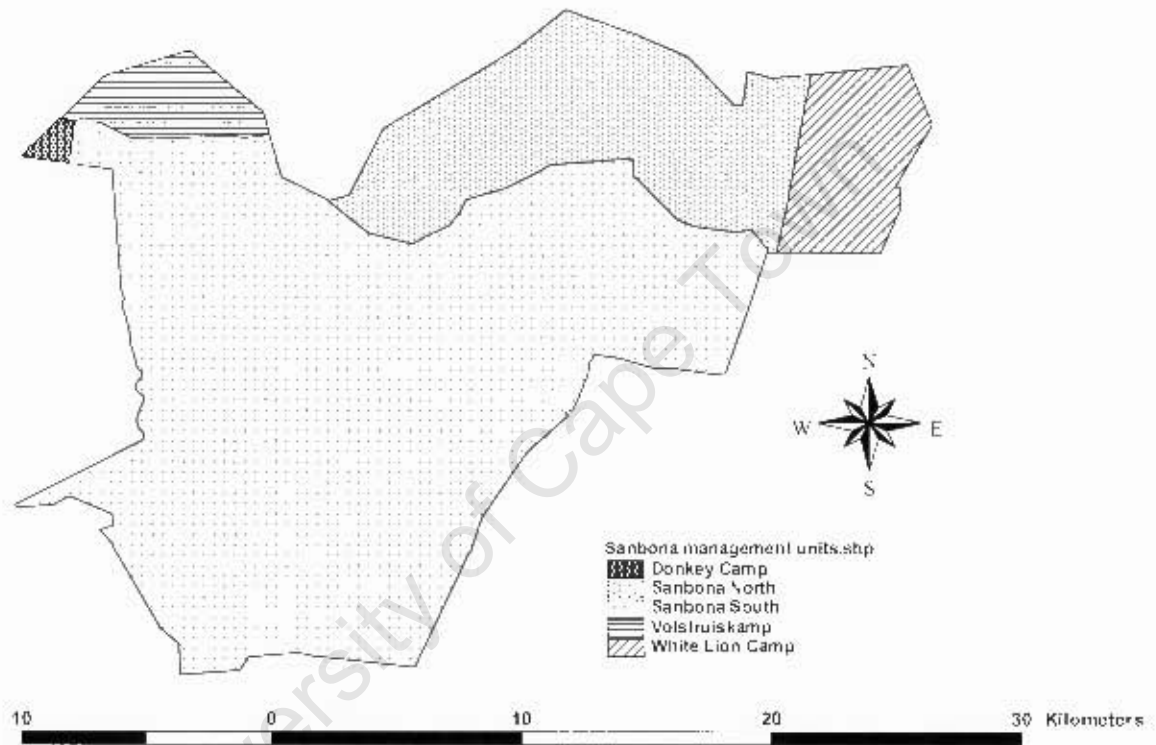 N
W E
S
Sanbona management units.shp
Donkey Camp
Sanbona North
Sanbona South
Volstruiskamp
White Lion Camp
10 0 10 20 30 Kilometers
University of Cape Town